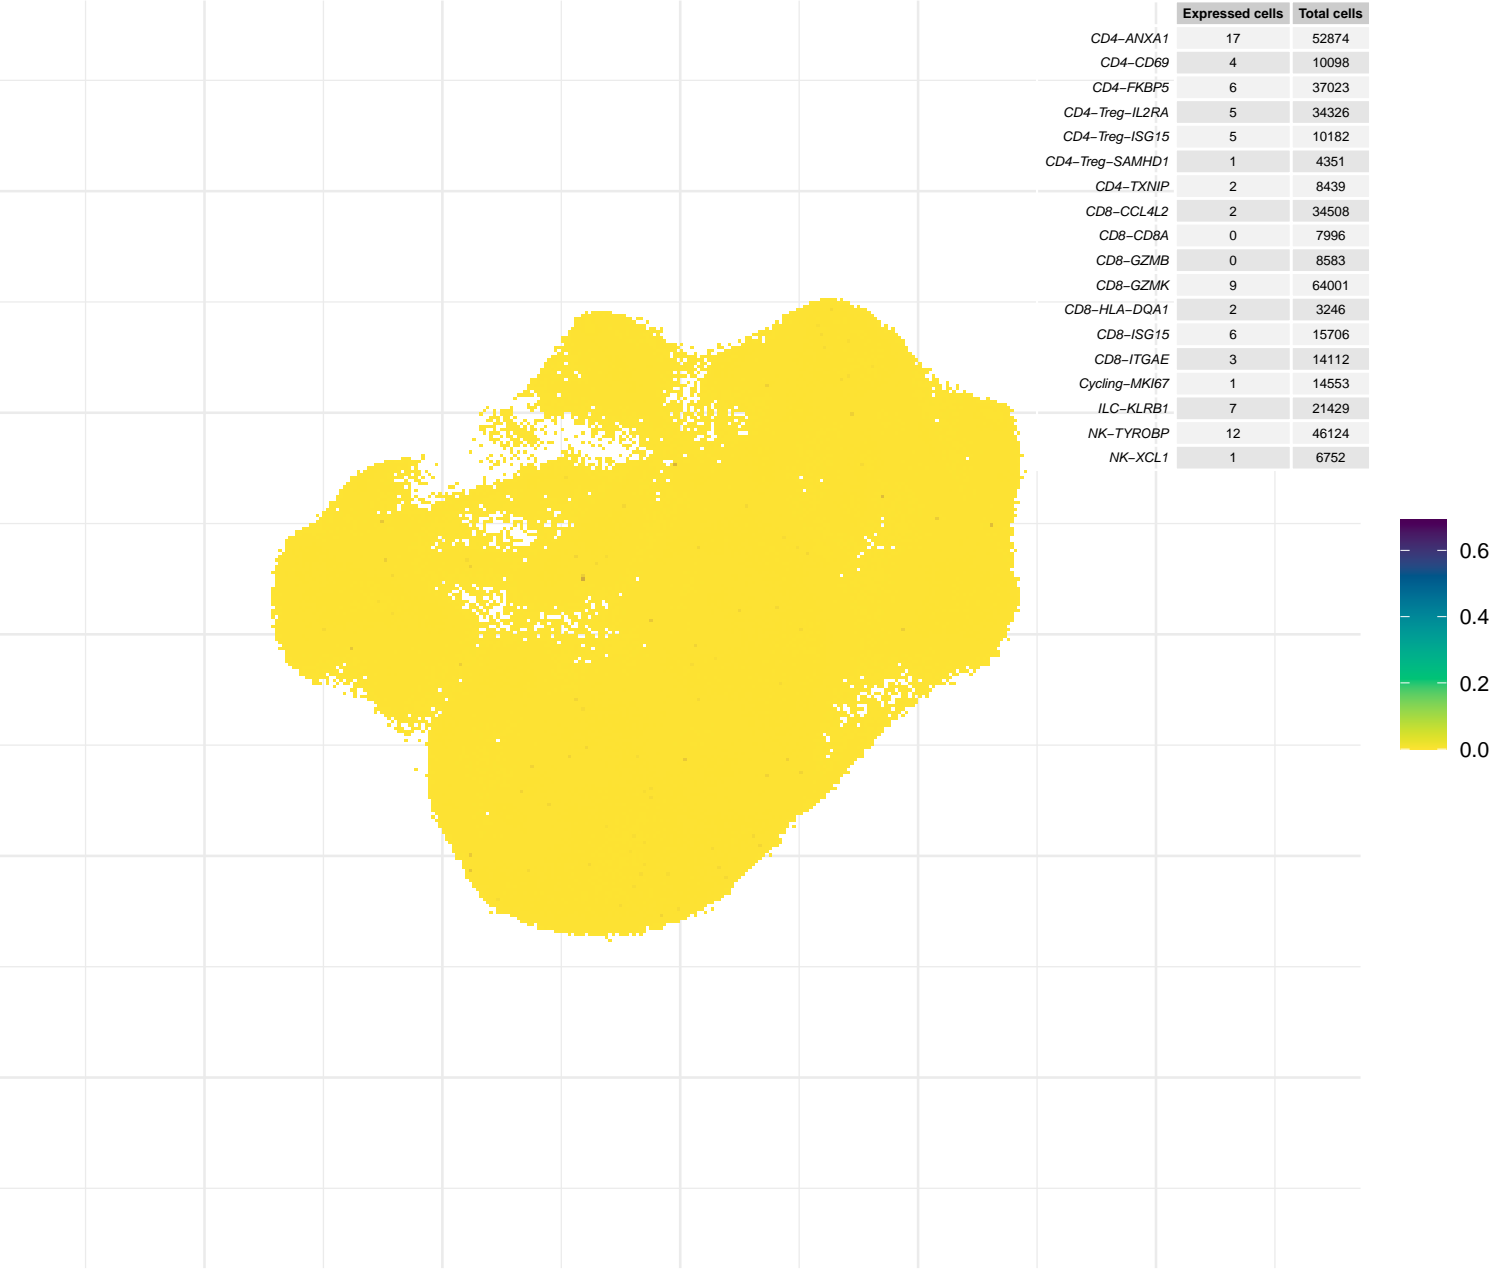 Expressed cells Total cells
CD4−ANXA1 17 52874
CD4−CD69 4 10098
CD4−FKBP5 6 37023
CD4−Treg−IL2RA 5 34326
CD4−Treg−ISG15 5 10182
CD4−Treg−SAMHD1 1 4351
CD4−TXNIP 2 8439
CD8−CCL4L2 2 34508
CD8−CD8A 0 7996
CD8−GZMB 0 8583
CD8−GZMK 9 64001
CD8−HLA−DQA1 2 3246
CD8−ISG15 6 15706
CD8−ITGAE 3 14112
Cycling−MKI67 1 14553
ILC−KLRB1 7 21429
NK−TYROBP 12 46124
NK−XCL1 1 6752
0.6
0.4
0.2
0.0